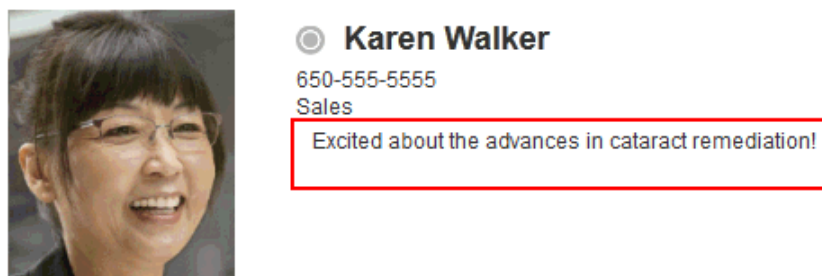 Karen Walker
650-555-5555
Sales
Excited about the advances in cataract remediation!